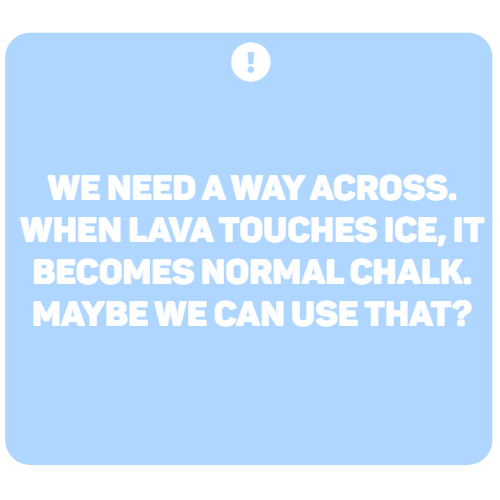 !
WE NEED A WAY ACROSS.
WHEN LAVA TOUCHES ICE, IT
BECOMES NORMAL CHALK.
MAYBE WE CAN USE THAT?